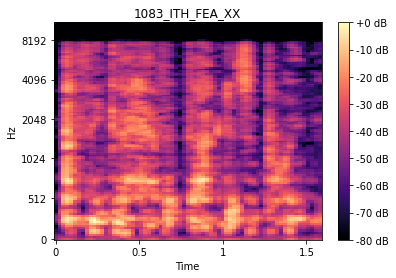 1083_ITH_FEA_XX
8192
4096
2048
1024
512
0
Hz
0
0.5
1
1.5
Time
+0 dB
-10 dB
-20 dB
-30 dB
-40 dB
-50 dB
-60 dB
-70 dB
-80 dB